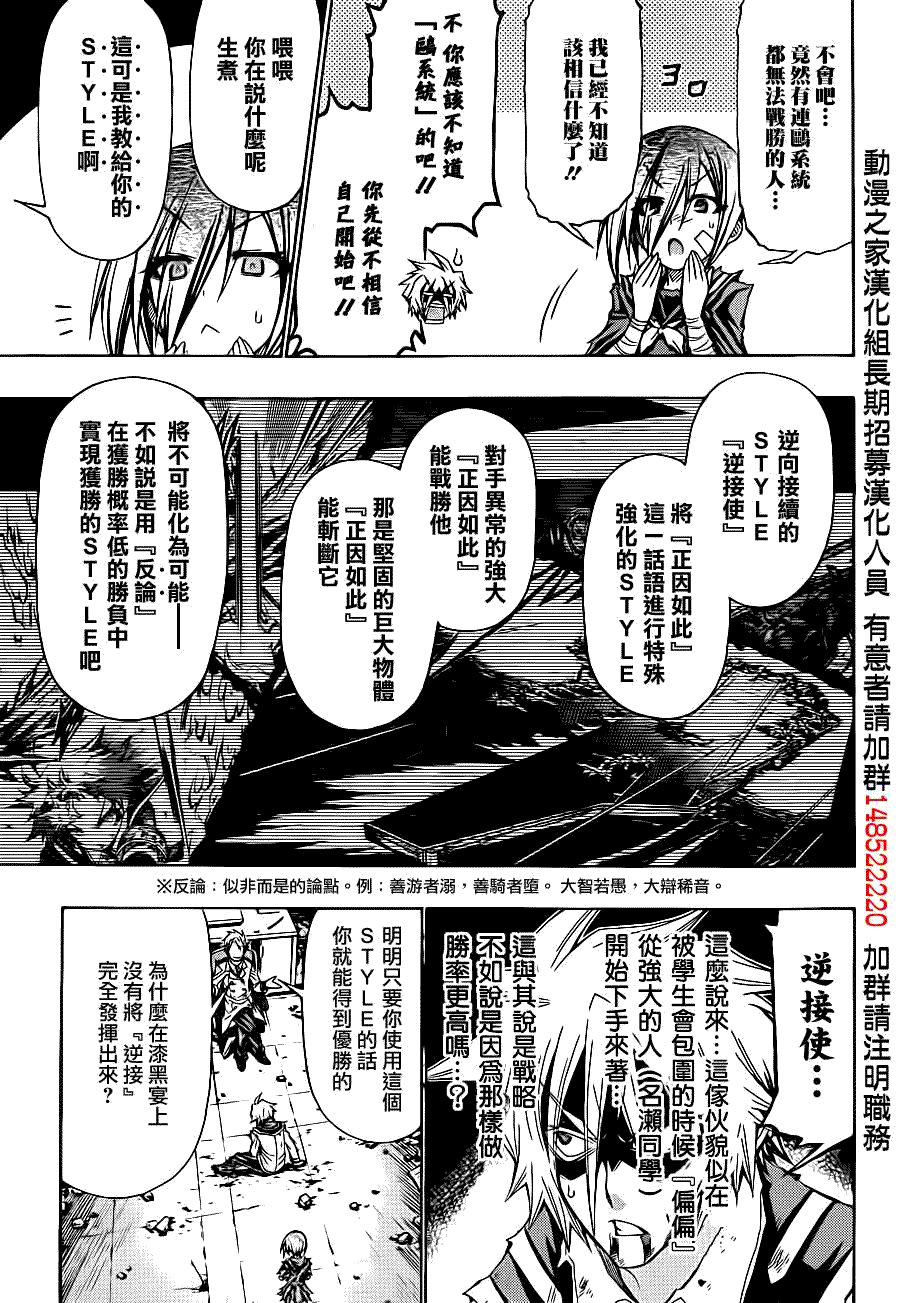 不會吧…
竟然有連鷗系統
都無法戰勝的人…
我已經不知道
該相信什麼了!!
不 你應該不知道
「鷗系統」的吧!!
你先從不相信
自己開始吧!!
喂喂
你在説什麼呢
生煮
這可是我教給你的
STYLE啊
逆向接續的
STYLE
『逆接使』
將『正因如此』
這一話語進行特殊
強化的STYLE
對手異常的強大
『正因如此』
能戰勝他
那是堅固的巨大物體
『正因如此』
能斬斷它
將不可能化為可能——
不如説是用『反論』
在獲勝概率低的勝負中
實現獲勝的STYLE吧
※反論：似非而是的論點。例：善游者溺，善騎者墮。 大智若愚，大辯稀音。
逆接使…
這麼說來…這傢伙貌似在
被學生會包圍的時候『偏偏』
從強大的人（名瀨同學）
開始下手來著…
這與其說是戰略
不如說是因為那樣做
勝率更高嗎…？
明明只要你使用這個
STYLE的話
你就能得到優勝的
為什麼在漆黑宴上
沒有將『逆接』
完全發揮出來？
動漫之家漢化組長期招募漢化人員 有意者請加群148522220 加群請注明職務